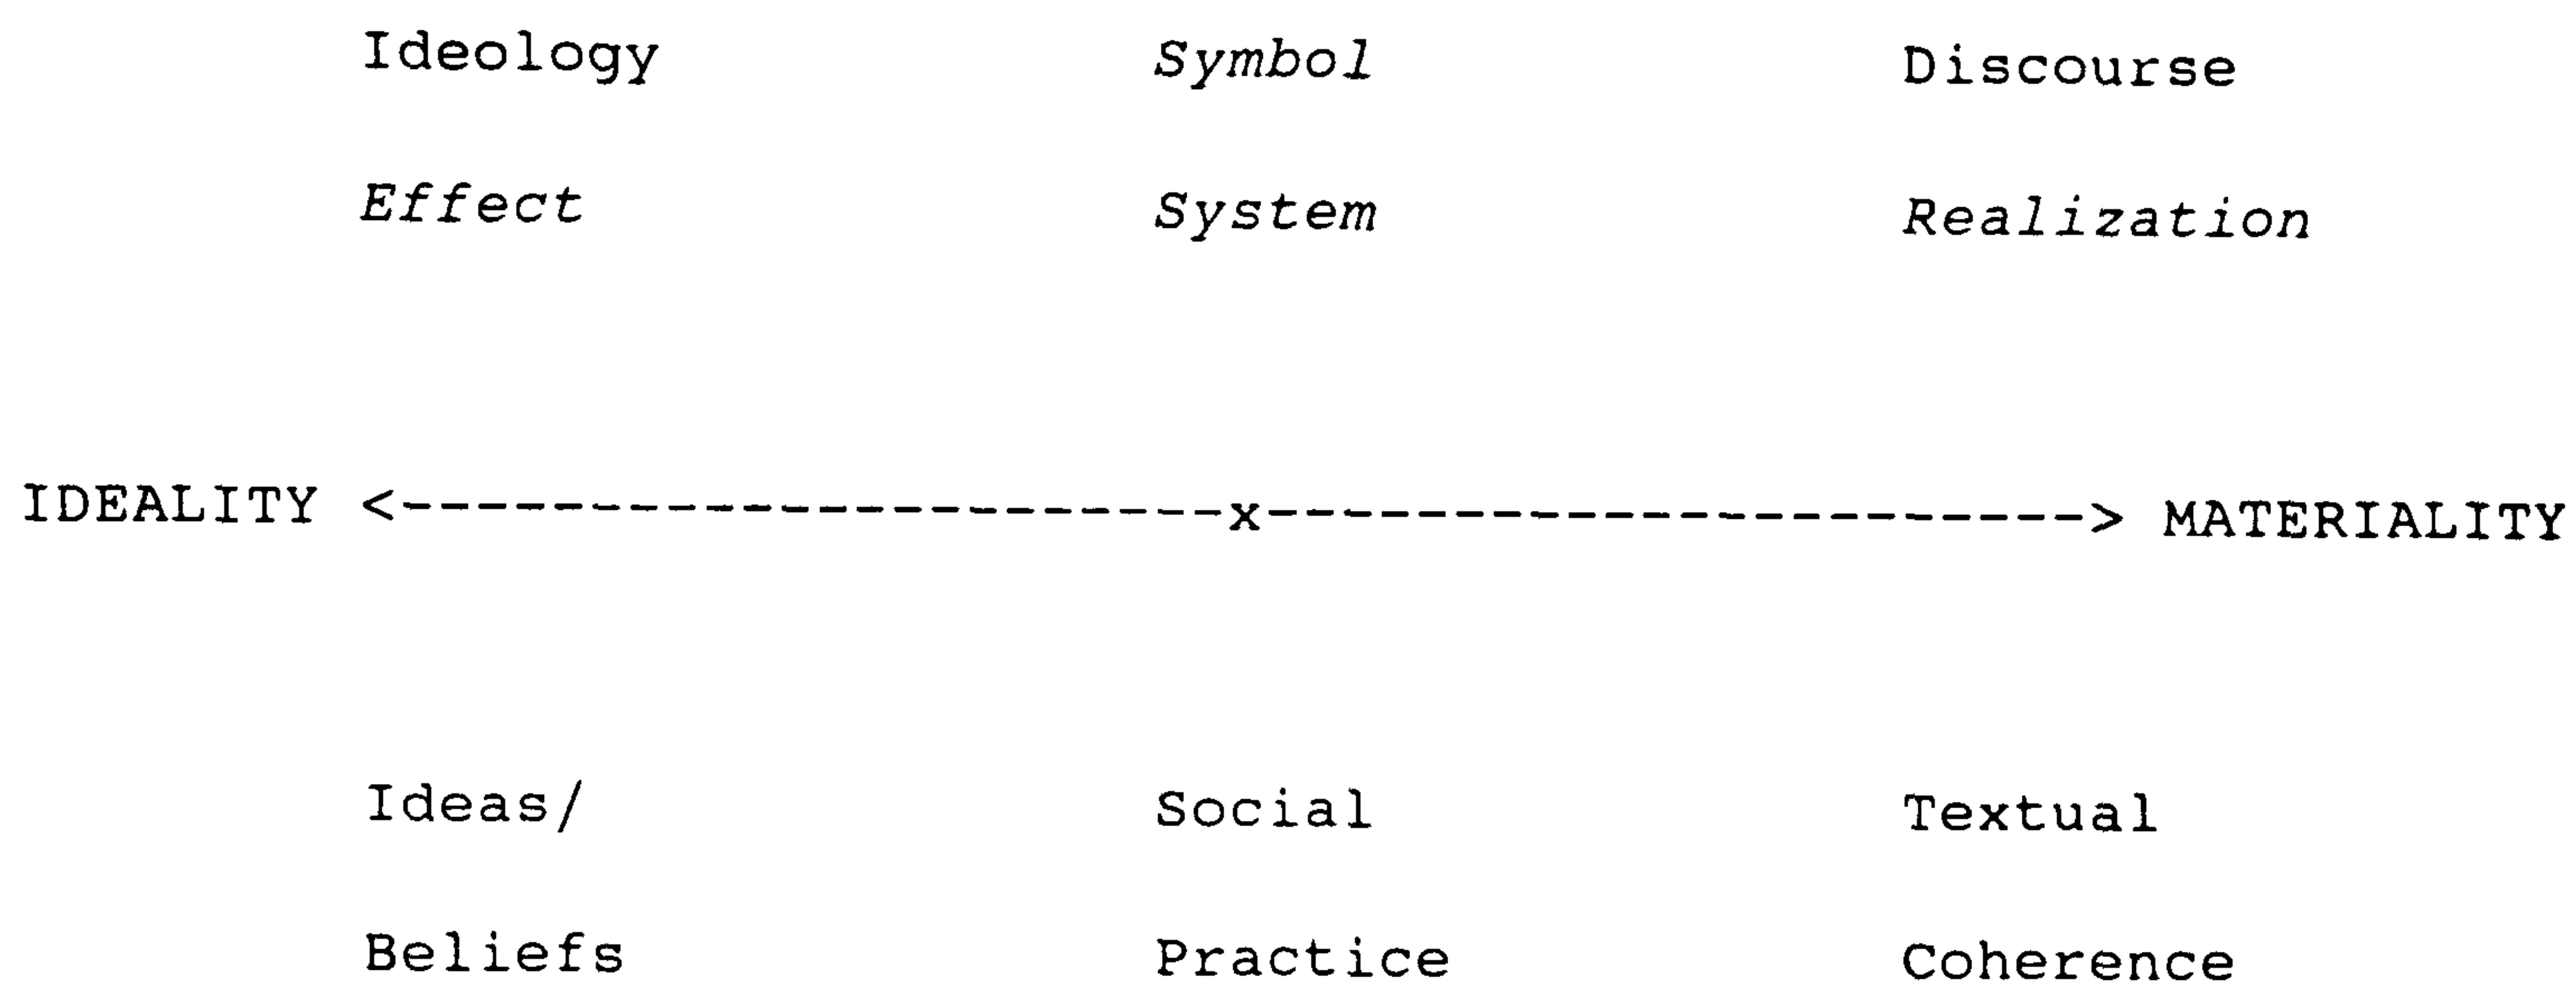 Ideology Symbol Discourse
Effect System Realization
IDEALITY <----------------------x----------------------> MATERIALITY
Ideas/ Social Textual
Beliefs Practice Coherence